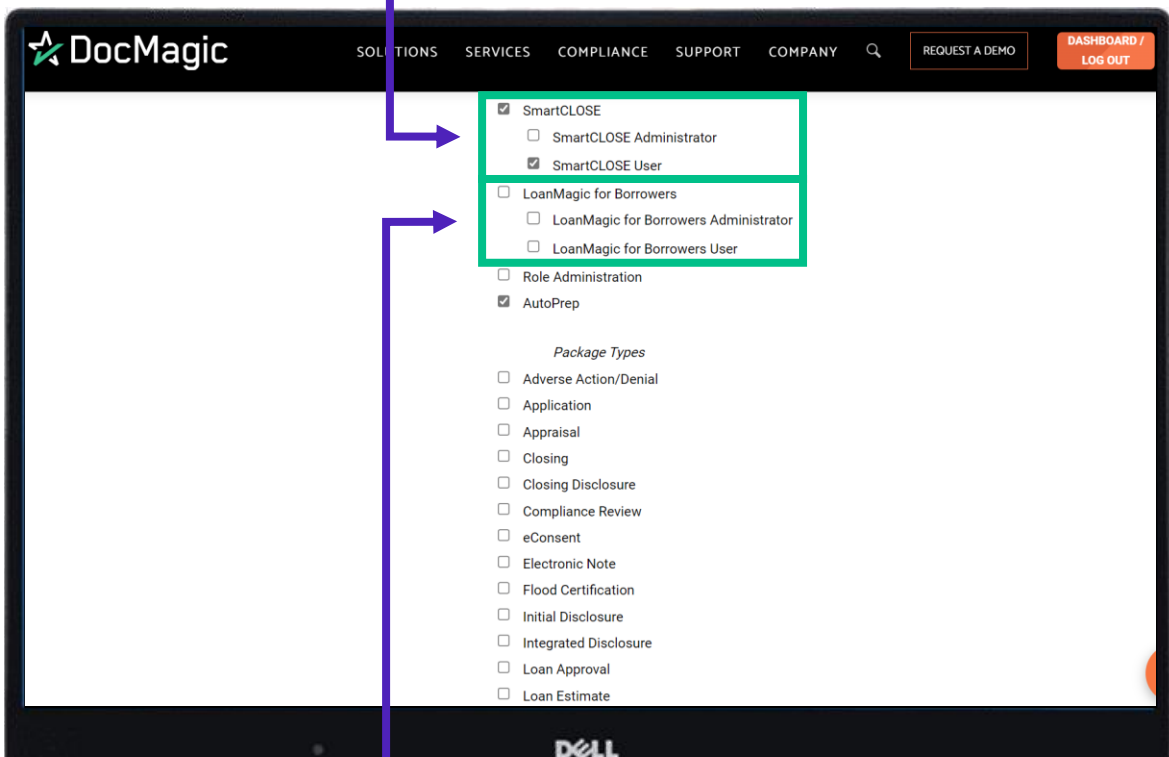 DocMagic
SOLUTIONS SERVICES COMPLIANCE SUPPORT COMPANY REQUEST A DEMO DASHBOARD /
LOG OUT
SmartCLOSE
SmartCLOSE Administrator
SmartCLOSE User
LoanMagic for Borrowers
LoanMagic for Borrowers Administrator
LoanMagic for Borrowers User
Role Administration
AutoPrep
Package Types
Adverse Action/Denial
Application
Appraisal
Closing
Closing Disclosure
Compliance Review
eConsent
Electronic Note
Flood Certification
Initial Disclosure
Integrated Disclosure
Loan Approval
Loan Estimate
DELL